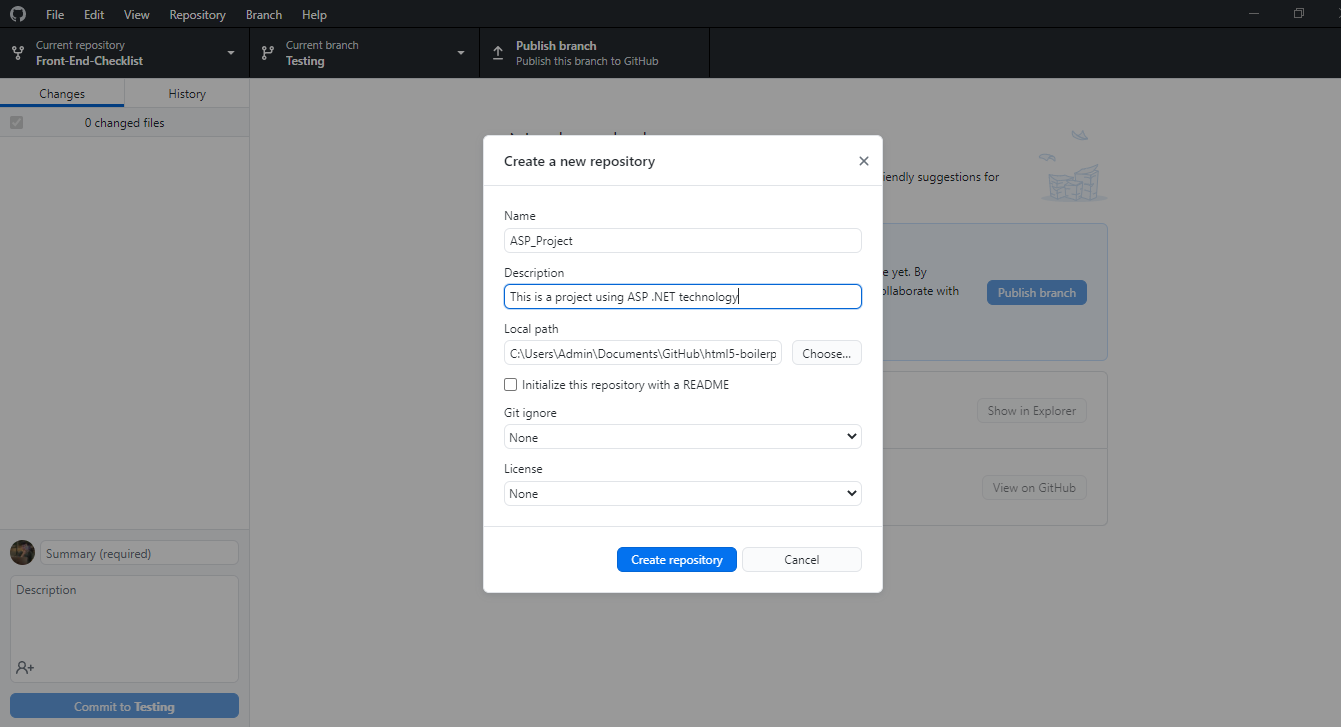 File Edit View Repository Branch Help
Current repository
Front-End-Checklist
Current branch
Testing
Publish branch
Publish this branch to GitHub
Changes History
0 changed files
Create a new repository
iendly suggestions for
Name
ASP_Project
Description
This is a project using ASP .NET technology
e yet. By
ollaborate with
Publish branch
Local path
C:\Users\Admin\Documents\GitHub\html5-boilerp
Choose...
Initialize this repository with a README
Git ignore
None
Show in Explorer
License
None
View on GitHub
Create repository
Cancel
Summary (required)
Description
Commit to Testing